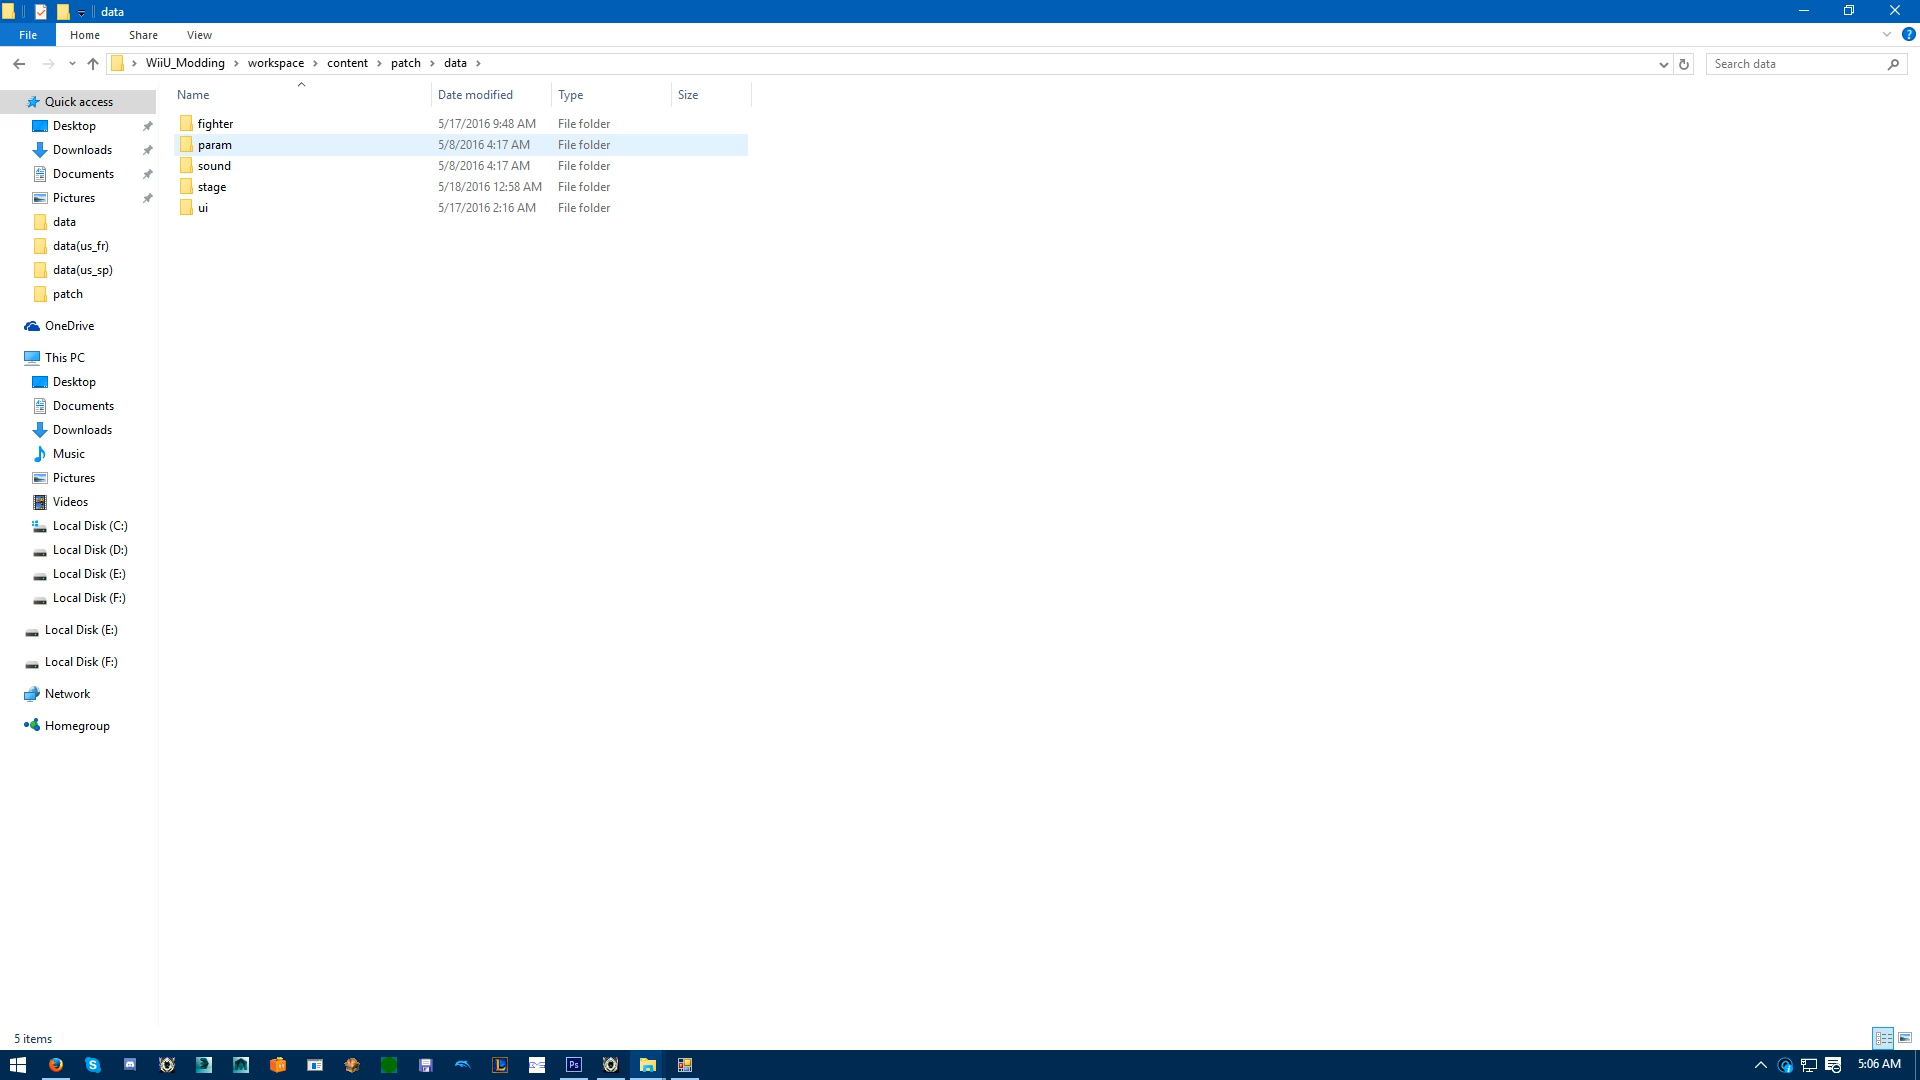 data
File Home Share View
WiiU_Modding workspace content patch data
Search data
Name Date modified Type Size
Quick access
Desktop
Downloads
Documents
Pictures
data
data(us_fr)
data(us_sp)
patch
OneDrive
This PC
Desktop
Documents
Downloads
Music
Pictures
Videos
Local Disk (C:)
Local Disk (D:)
Local Disk (E:)
Local Disk (F:)
Local Disk (E:)
Local Disk (F:)
Network
Homegroup
fighter 5/17/2016 9:48 AM File folder
param 5/8/2016 4:17 AM File folder
sound 5/8/2016 4:17 AM File folder
stage 5/18/2016 12:58 AM File folder
ui 5/17/2016 2:16 AM File folder
5 items
Ps
5:06 AM